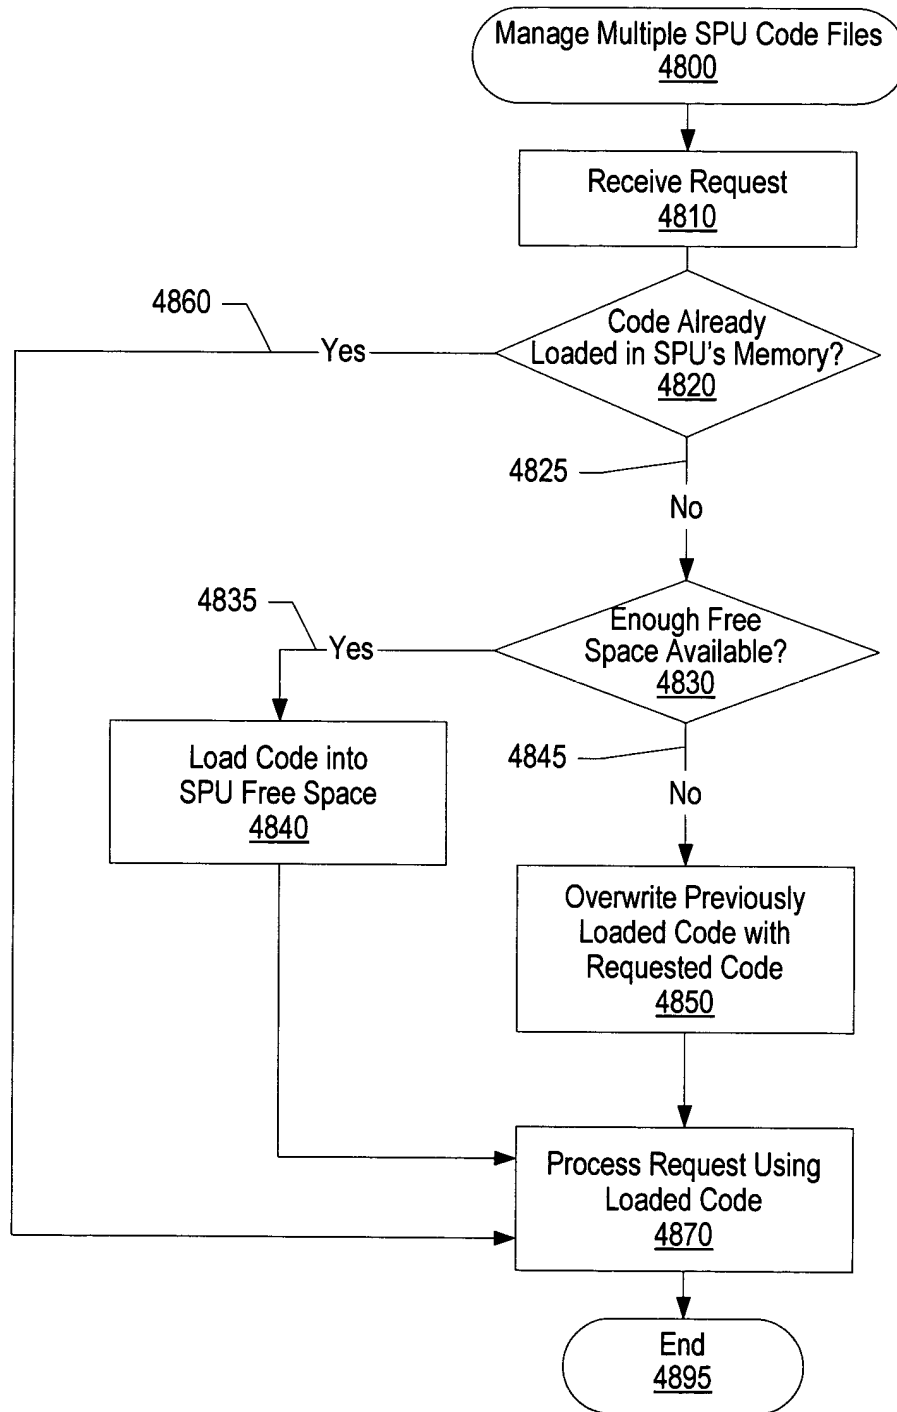 Manage Multiple SPU Code Files
4800
Receive Request
4810
4860
Yes
Code Already
Loaded in SPU's Memory?
4820
4825
No
4835
Yes
Enough Free
Space Available?
4830
4845
No
Load Code into
SPU Free Space
4840
Overwrite Previously
Loaded Code with
Requested Code
4850
Process Request Using
Loaded Code
4870
End
4895